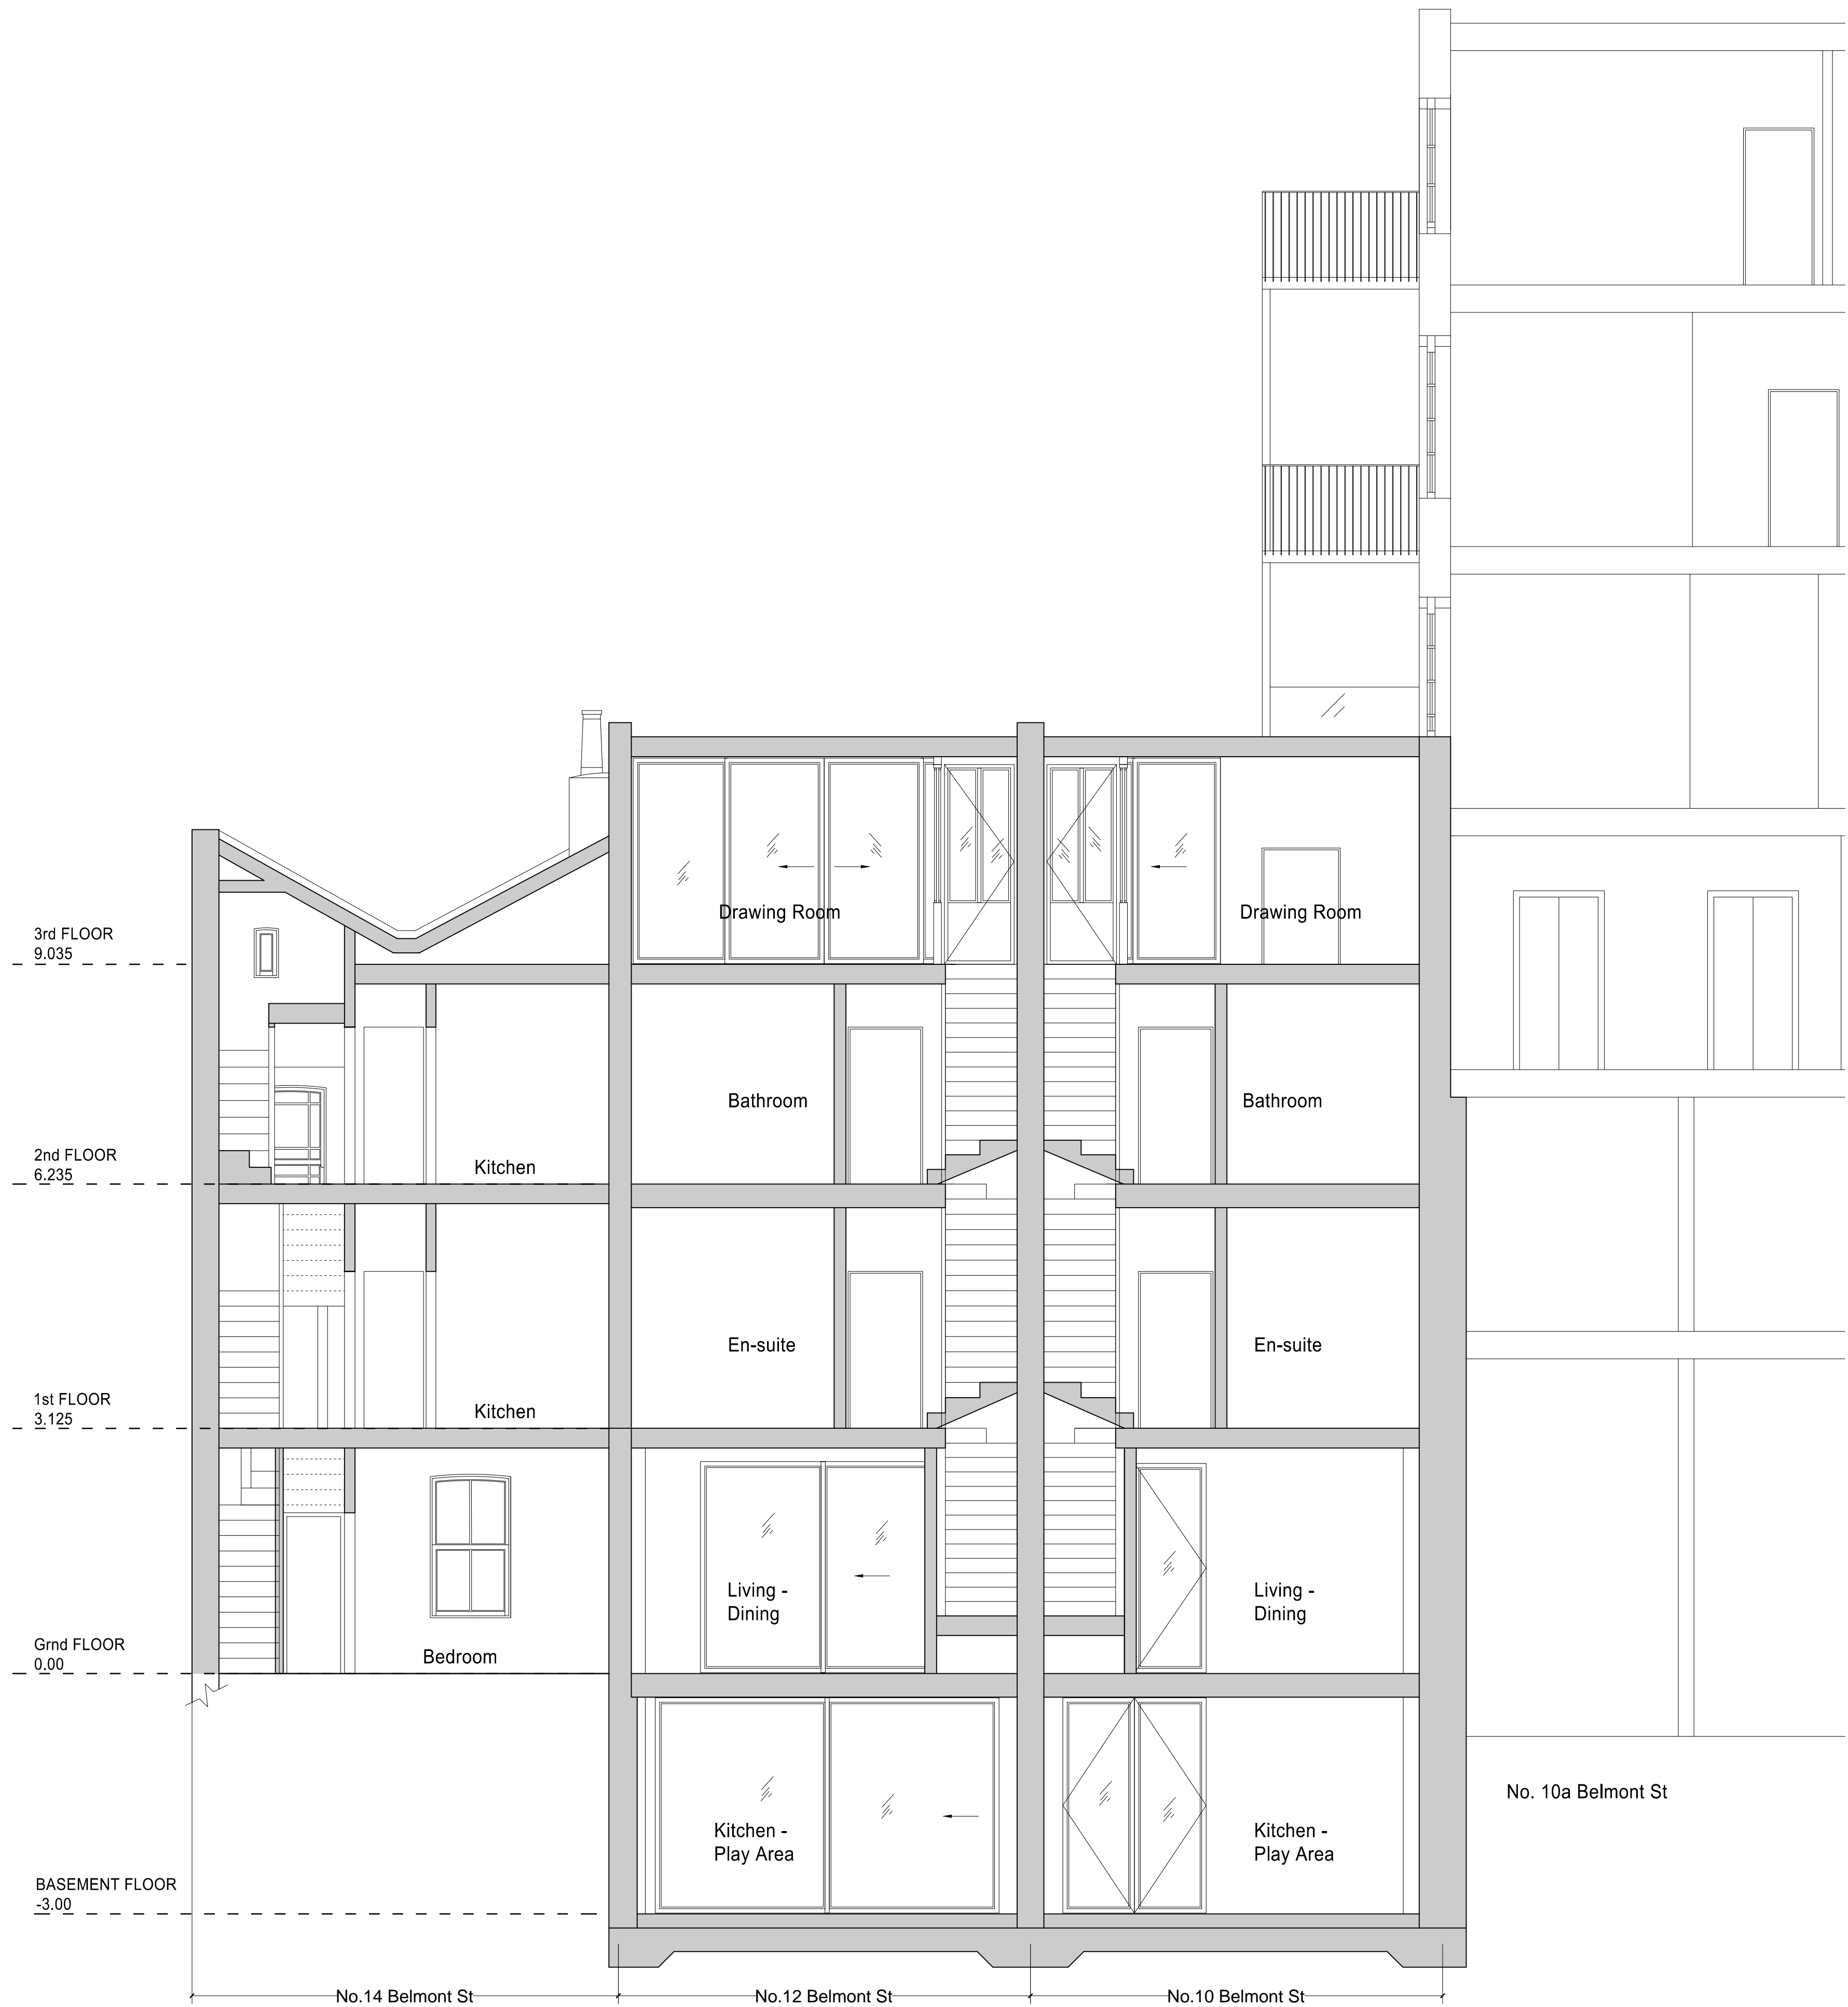 Drawing Room
Drawing Room
3rd FLOOR
9.035
Bathroom
Bathroom
2nd FLOOR
6.235
Kitchen
En-suite
En-suite
1st FLOOR
3.125
Kitchen
Living -
Dining
Living -
Dining
Grnd FLOOR
0.00
Bedroom
No. 10a Belmont St
Kitchen -
Play Area
Kitchen -
Play Area
BASEMENT FLOOR
-3.00
No.14 Belmont St
No.12 Belmont St
No.10 Belmont St